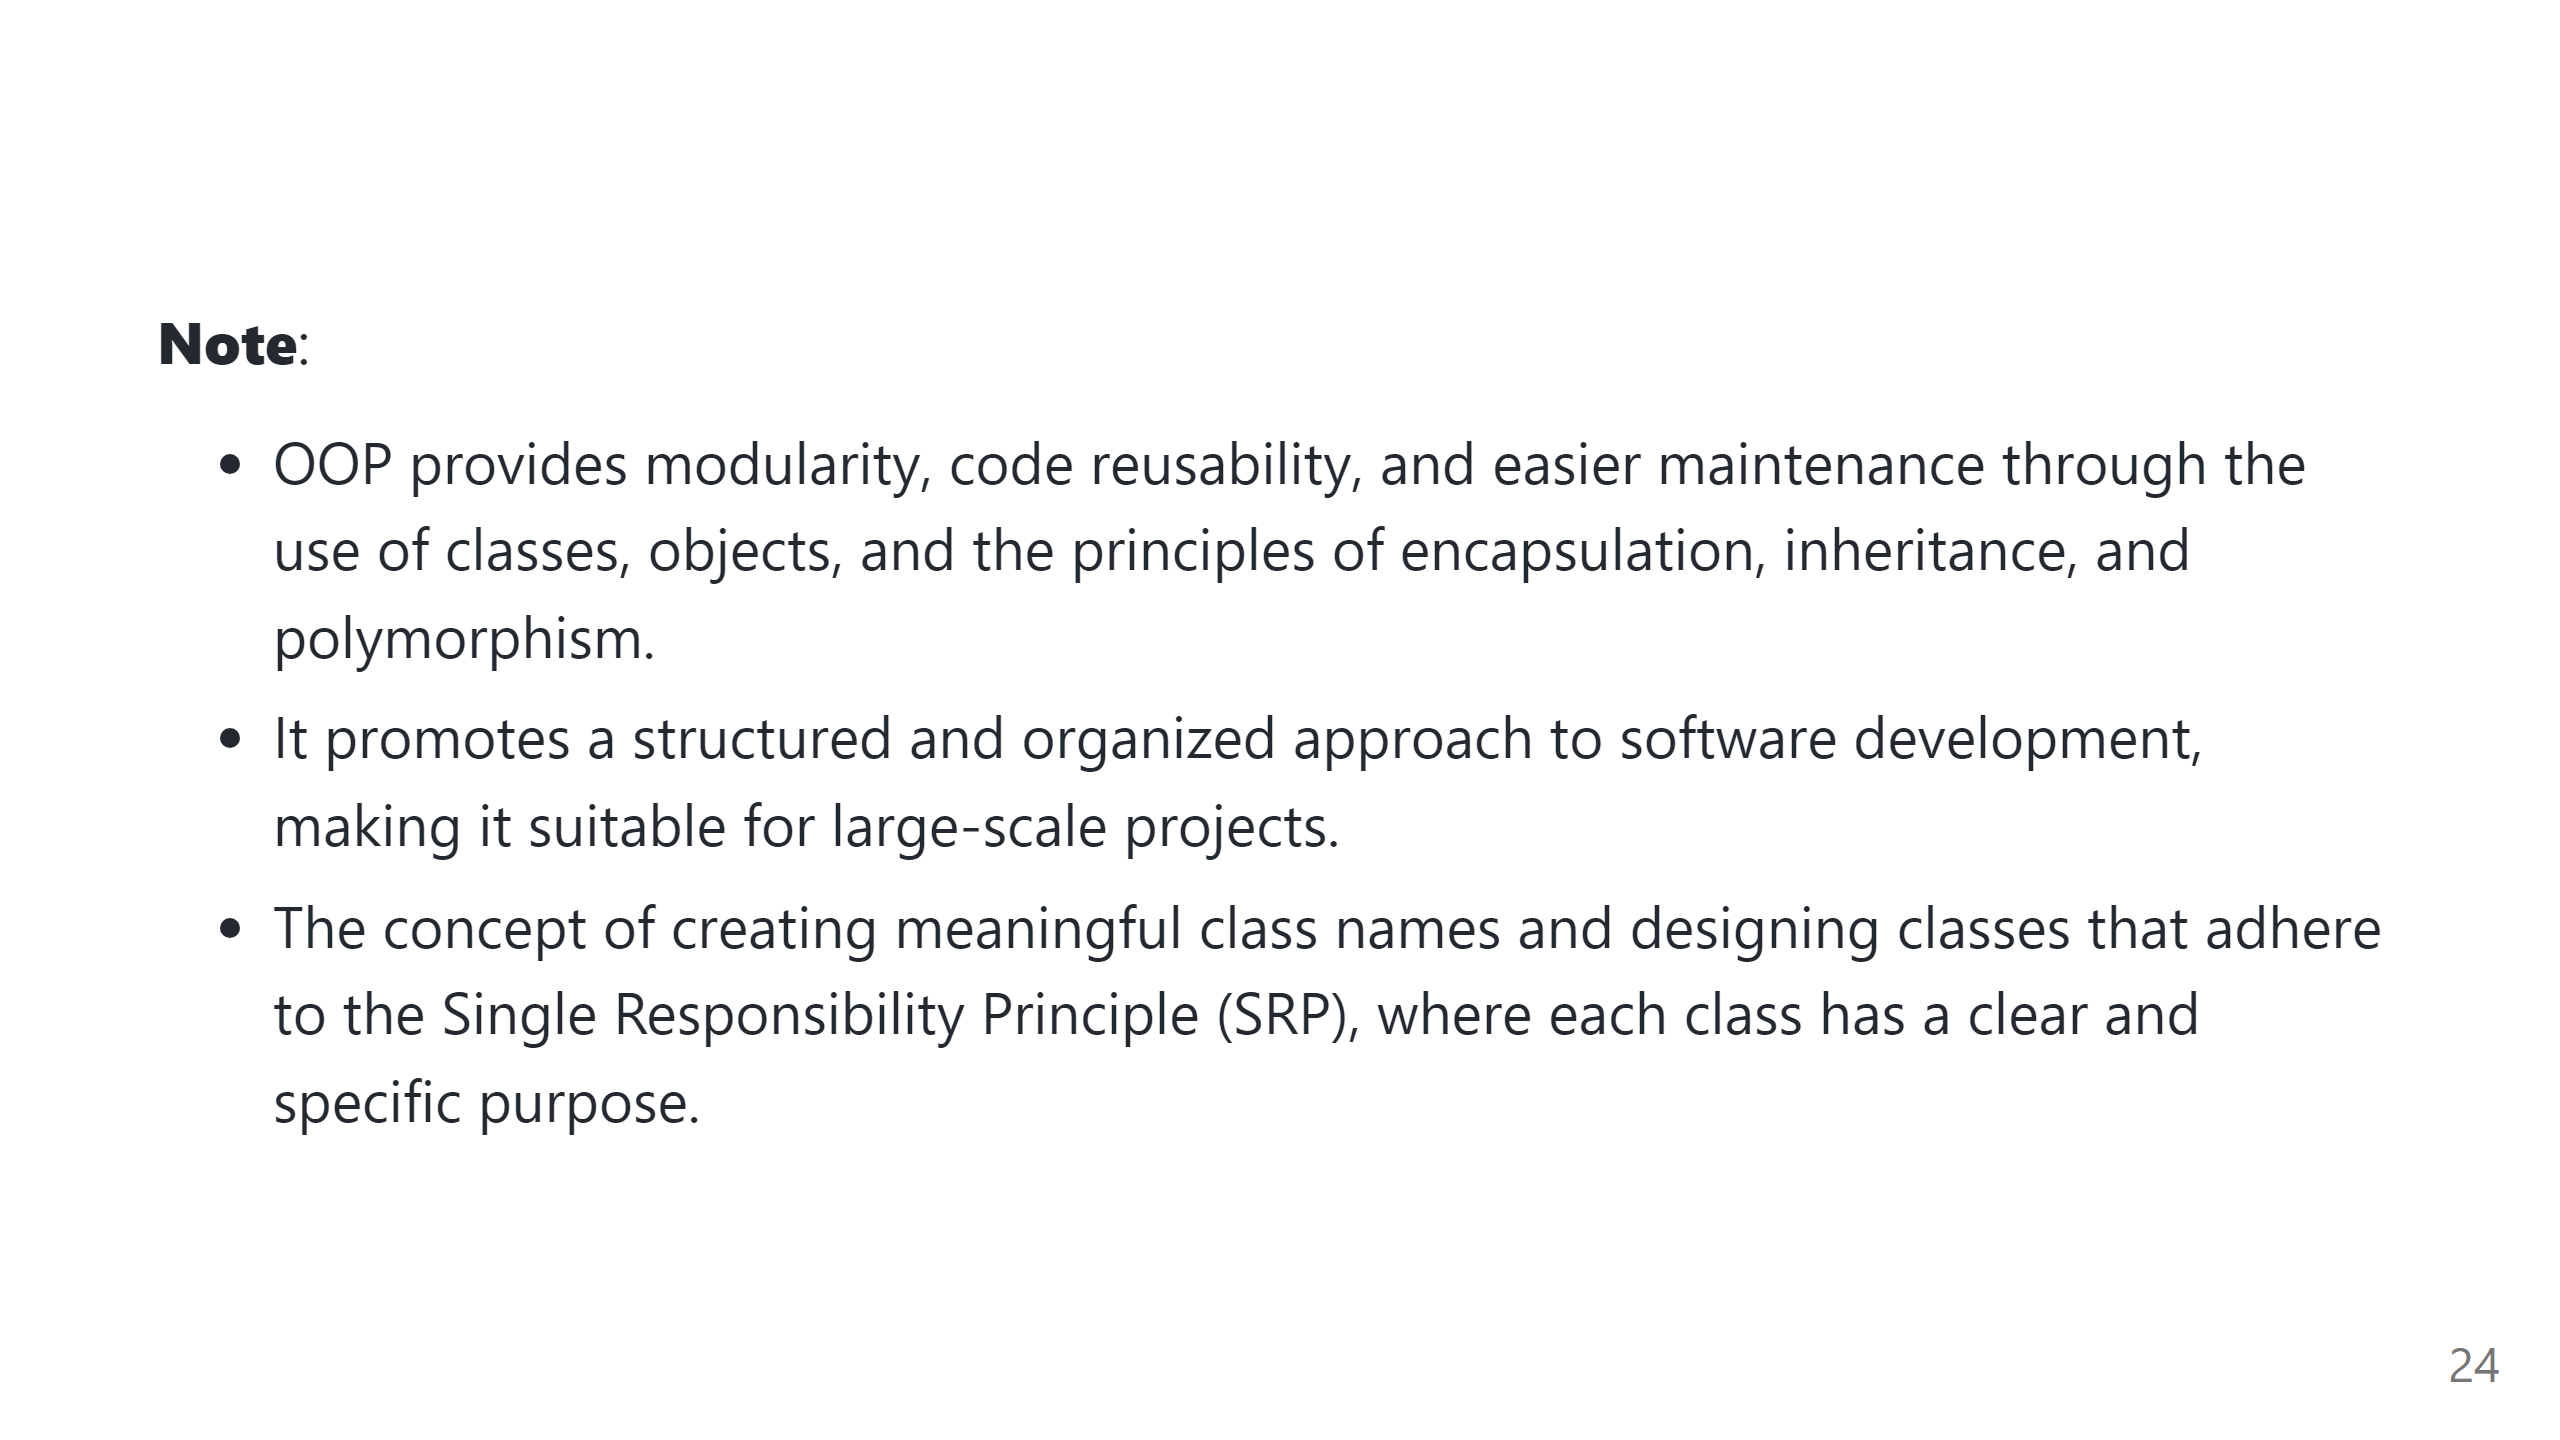 Note:
• OOP provides modularity, code reusability, and easier maintenance through the
use of classes, objects, and the principles of encapsulation, inheritance, and
polymorphism.
• It promotes a structured and organized approach to software development,
making it suitable for large-scale projects.
• The concept of creating meaningful class names and designing classes that adhere
to the Single Responsibility Principle (SRP), where each class has a clear and
specific purpose.
24